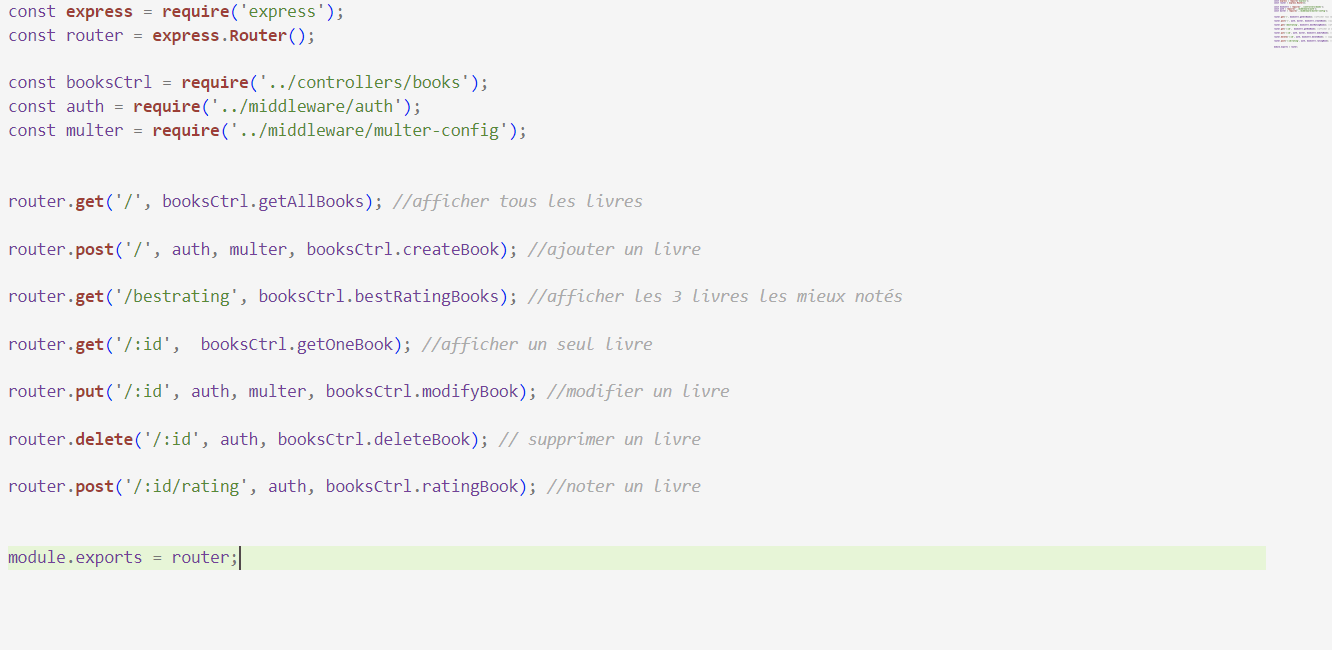 const express = require('express');
const router = express.Router();
const booksCtrl = require('../controllers/books');
const auth = require('../middleware/auth');
const multer = require('../middleware/multer-config');
router.get('/', booksCtrl.getAllBooks); //afficher tous les livres
router.post('/', auth, multer, booksCtrl.createBook); //ajouter un livre
router.get('/bestrating', booksCtrl.bestRatingBooks); //afficher les 3 livres les mieux notés
router.get('/:id',  booksCtrl.getOneBook); //afficher un seul livre
router.put('/:id', auth, multer, booksCtrl.modifyBook); //modifier un livre
router.delete('/:id', auth, booksCtrl.deleteBook); // supprimer un livre
router.post('/:id/rating', auth, booksCtrl.ratingBook); //noter un livre
module.exports = router;